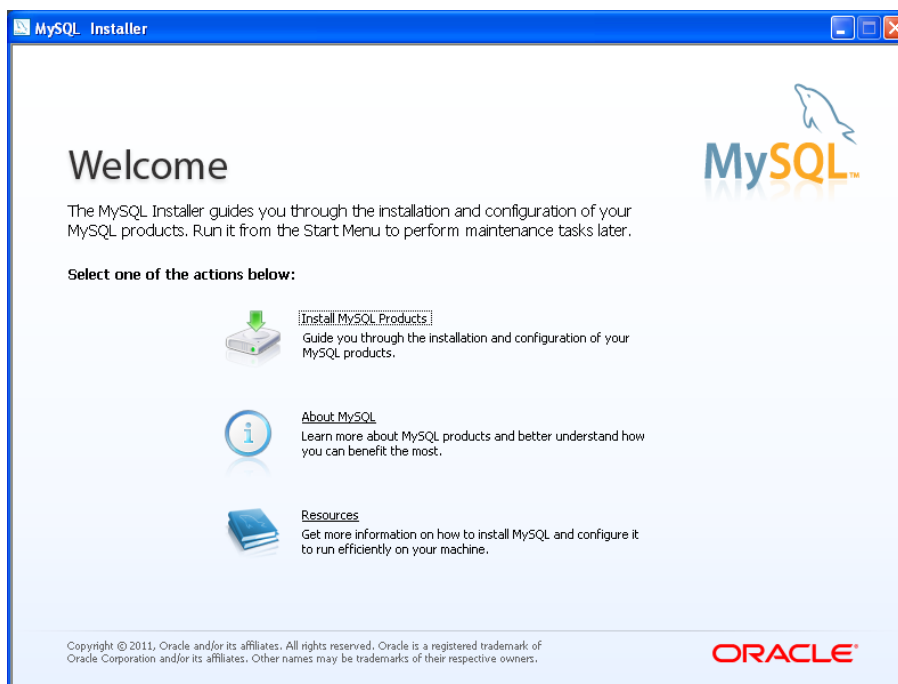 MySQL Installer
MySQL™
Welcome
The MySQL Installer guides you through the installation and configuration of your
MySQL products. Run it from the Start Menu to perform maintenance tasks later.
Select one of the actions below:
Install MySQL Products
Guide you through the installation and configuration of your
MySQL products.
About MySQL
Learn more about MySQL products and better understand how
you can benefit the most.
Resources
Get more information on how to install MySQL and configure it
to run efficiently on your machine.
Copyright © 2011, Oracle and/or its affiliates. All rights reserved. Oracle is a registered trademark of
Oracle Corporation and/or its affiliates. Other names may be trademarks of their respective owners.
ORACLE®